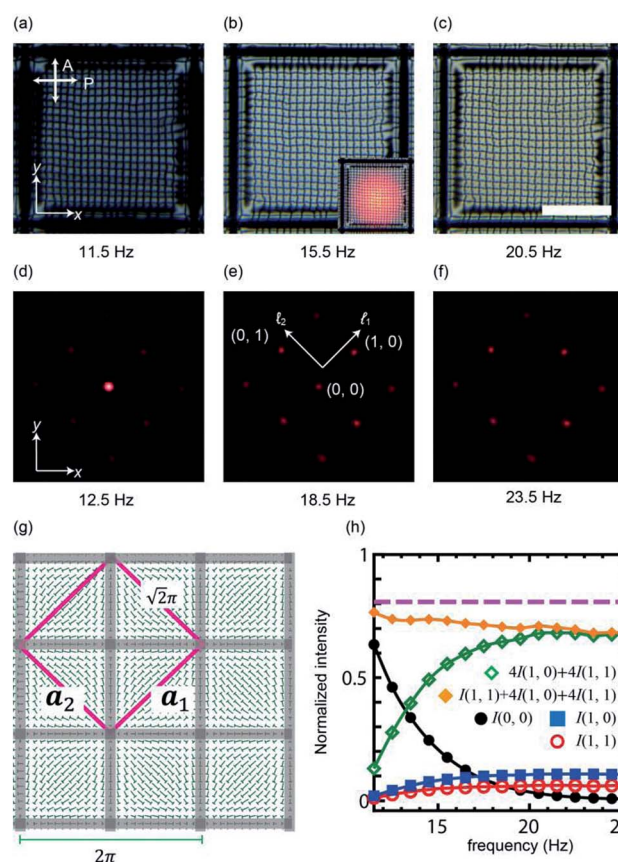 (a)
(b)
(c)
A
P
y
x
11.5 Hz
15.5 Hz
20.5 Hz
(d)
(e)
(f)
ℓ2
ℓ1
(0, 1)
(1, 0)
(0, 0)
y
x
12.5 Hz
18.5 Hz
23.5 Hz
(g)
(h)
√2π
a2
a1
2π
Normalized intensity
1
0.5
0
4I(1, 0)+4I(1, 1)
I(1, 1)+4I(1, 0)+4I(1, 1)
I(0, 0)
I(1, 0)
I(1, 1)
15
20
frequency (Hz)